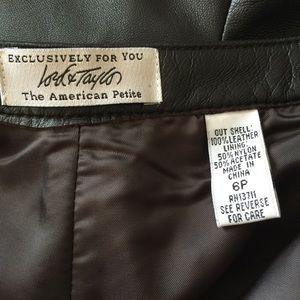 EXCLUSIVELY FOR YOU
Lord & Taylor
The American Petite
OUT SHELL:
100%LEATHER
LINING:
50%NYLON
50%ACETATE
MADE IN
CHINA
6P
RN13711
SEE REVERSE
FOR CARE